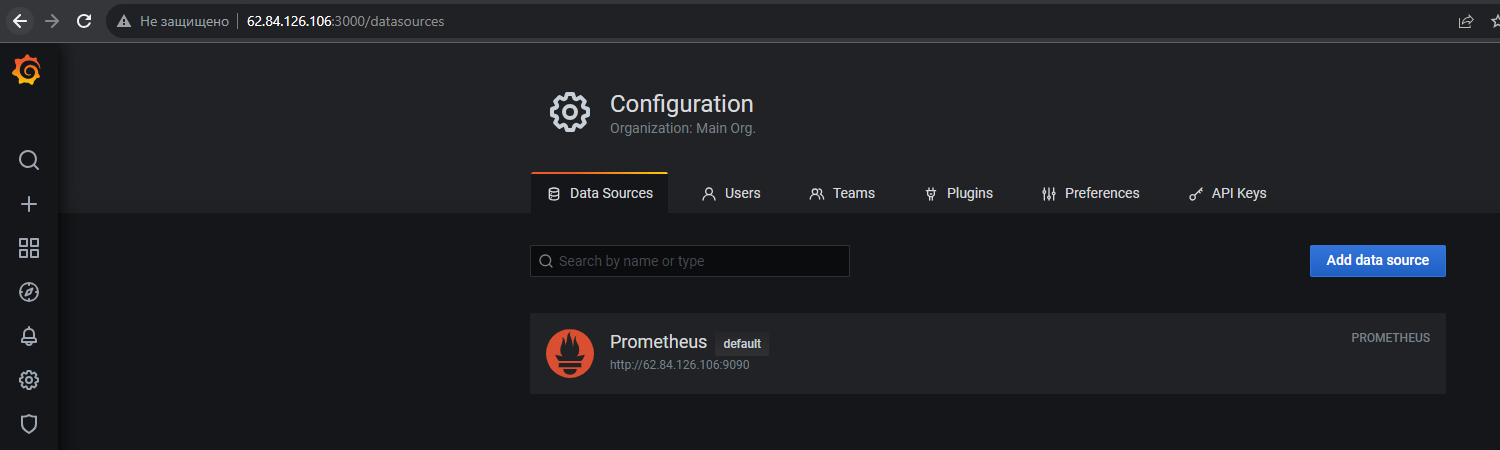 Не защищено 62.84.126.106:3000/datasources
Configuration
Organization: Main Org.
Data Sources Users Teams Plugins Preferences API Keys
Search by name or type Add data source
Prometheus default PROMETHEUS
http://62.84.126.106:9090